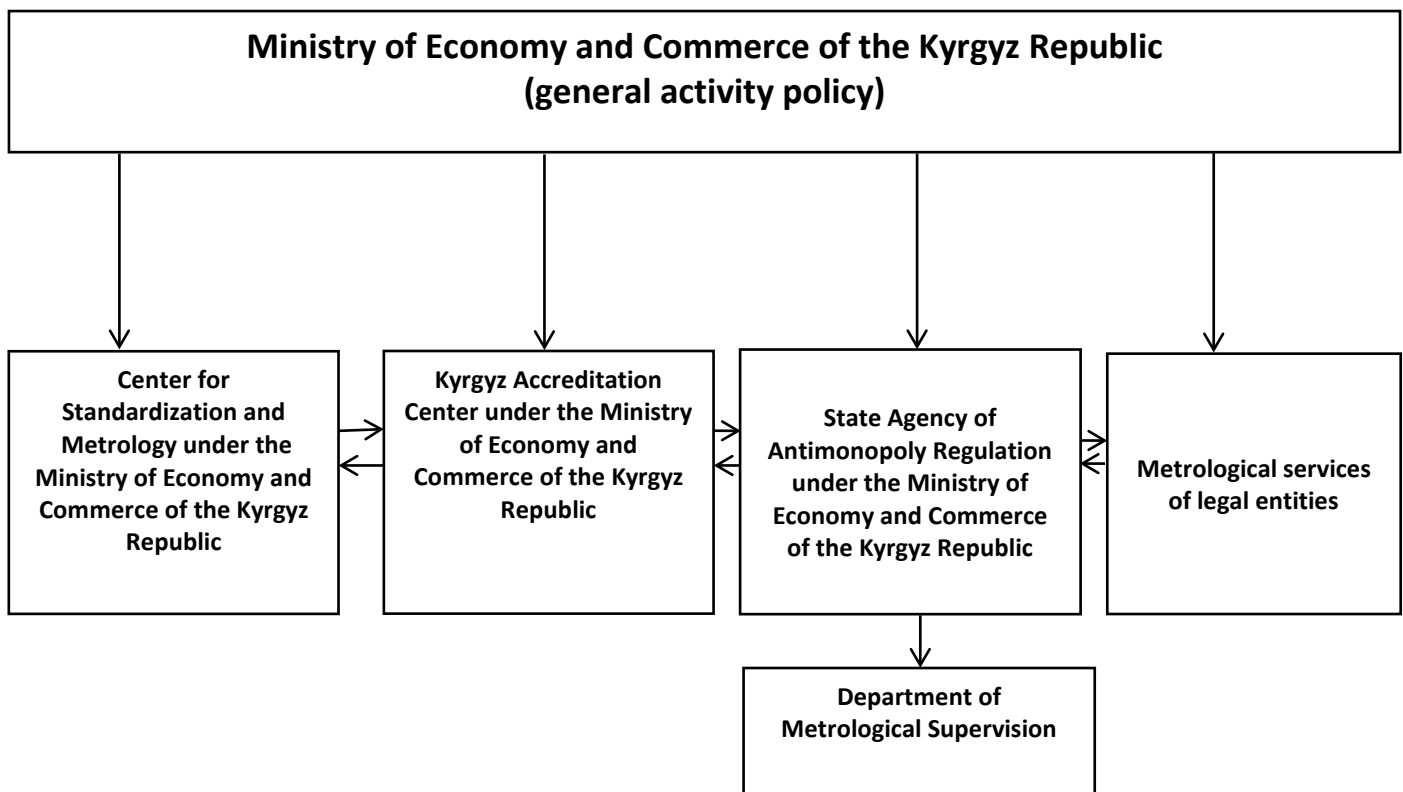 Ministry of Economy and Commerce of the Kyrgyz Republic
(general activity policy)
Center for
Standardization and
Metrology under the
Ministry of Economy and
Commerce of the Kyrgyz
Republic
Kyrgyz Accreditation
Center under the Ministry
of Economy and
Commerce of the Kyrgyz
Republic
State Agency of
Antimonopoly Regulation
under the Ministry of
Economy and Commerce
of the Kyrgyz Republic
Metrological services
of legal entities
Department of
Metrological Supervision